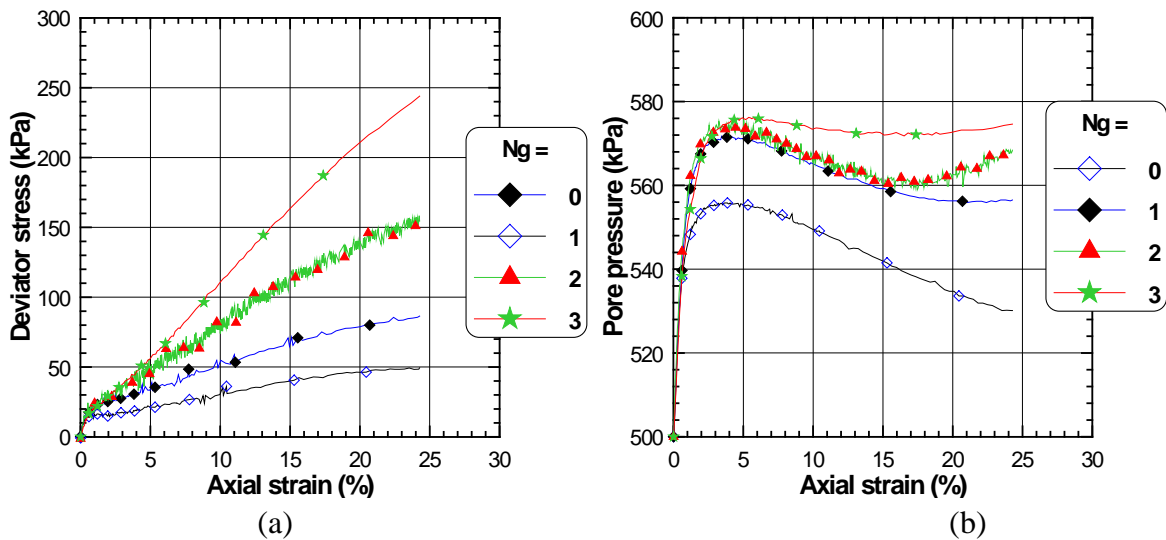 300
250
200
150
100
50
0
Deviator stress (kPa)
0 5 10 15 20 25 30
Axial strain (%)
Ng =
0
1
2
3
(a)
600
580
560
540
520
500
Pore pressure (kPa)
0 5 10 15 20 25 30
Axial strain (%)
Ng =
0
1
2
3
(b)